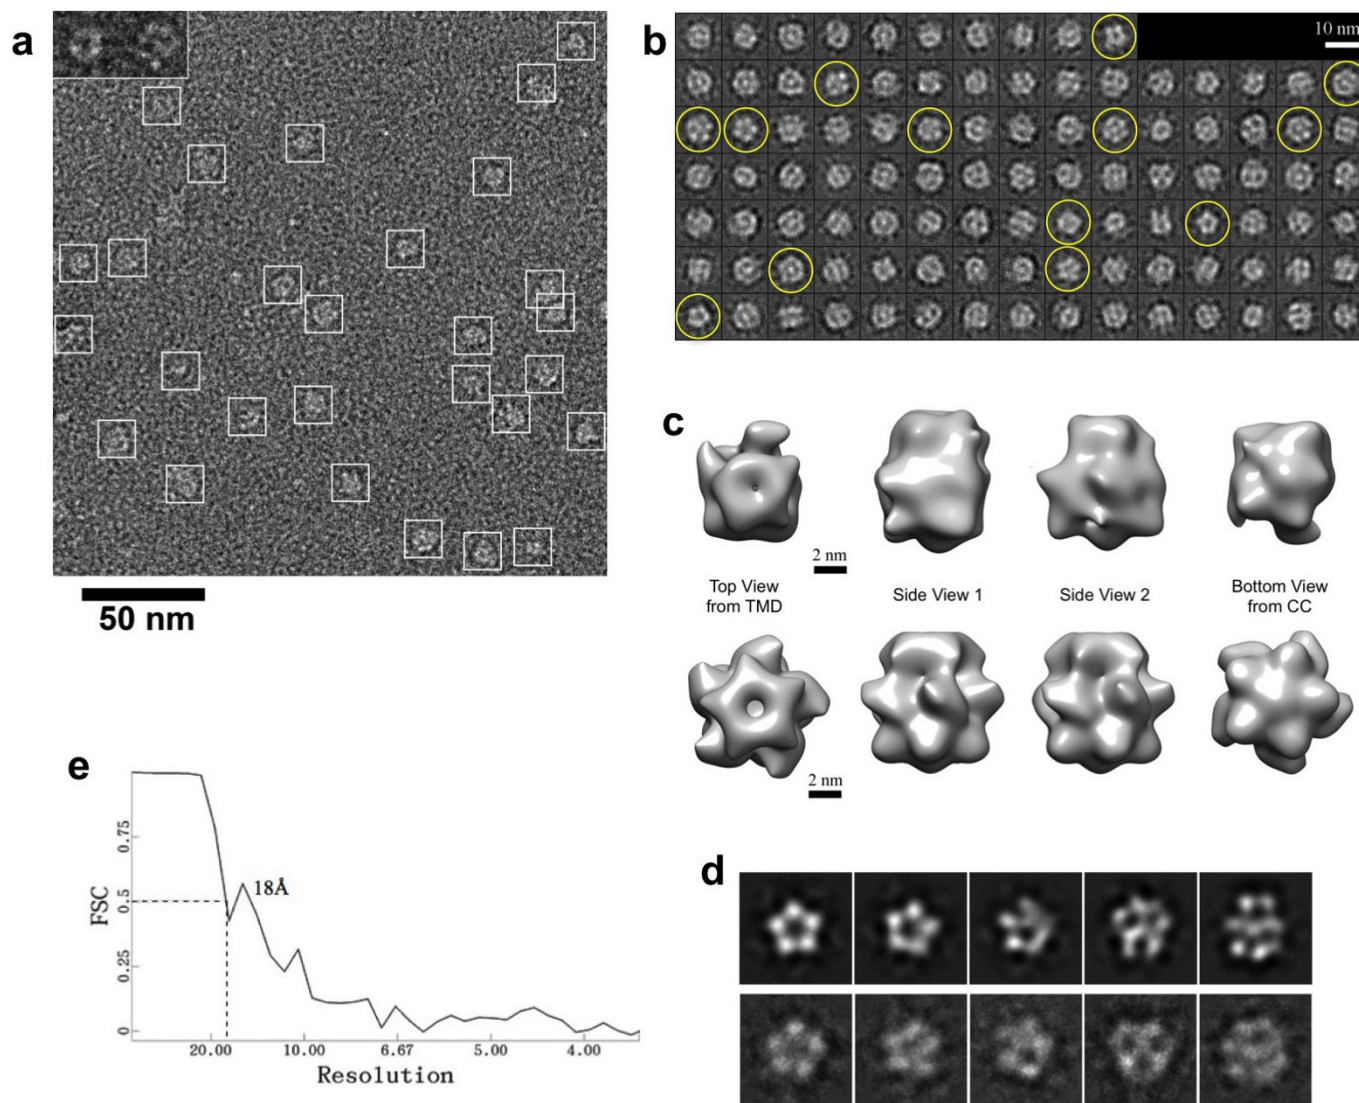 a
50 nm
b
10 nm
c
2 nm
Top View
from TMD
Side View 1
Side View 2
Bottom View
from CC
2 nm
d
e
FSC
0.75
0.5
0.25
0
18Å
20.00
10.00
6.67
5.00
4.00
Resolution